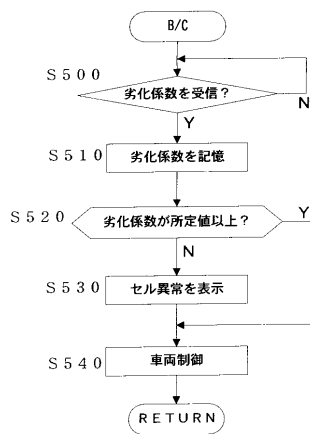 B/C
S500
劣化係数を受信？
N
Y
S510
劣化係数を記憶
S520
劣化係数が所定値以上？
Y
N
S530
セル異常を表示
S540
車両制御
RETURN